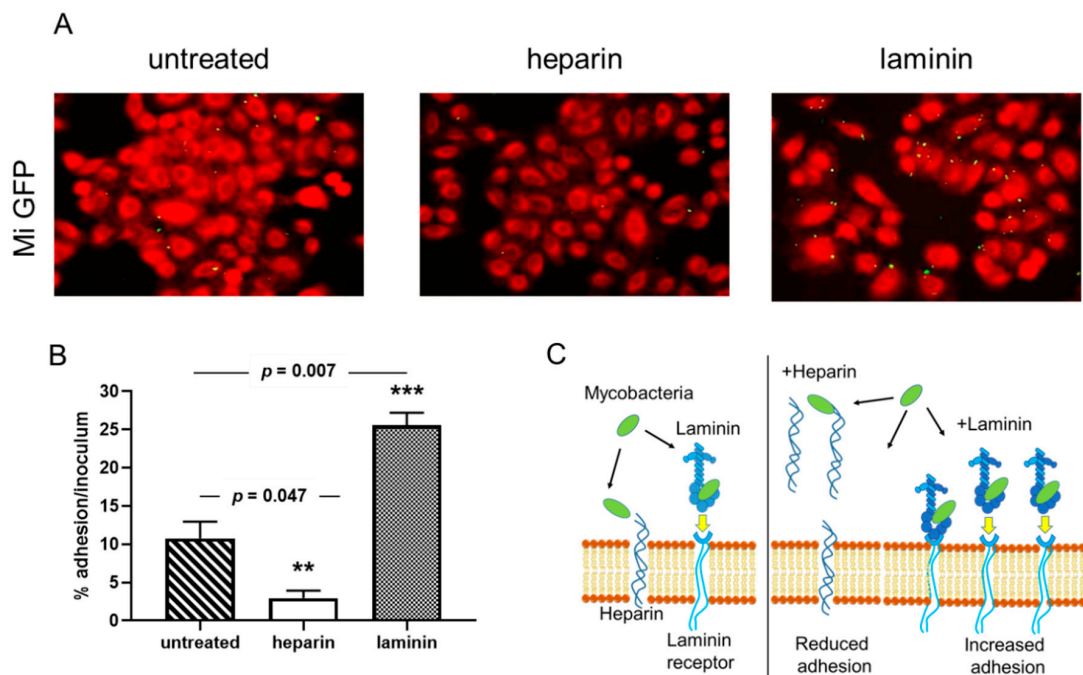 A
untreated
heparin
laminin
Mi GFP
B
p = 0.007
***
p = 0.047
**
% adhesion/inoculum
30
25
20
15
10
5
0
untreated
heparin
laminin
C
Mycobacteria
Laminin
Heparin
Laminin
receptor
+Heparin
+Laminin
Reduced
adhesion
Increased
adhesion